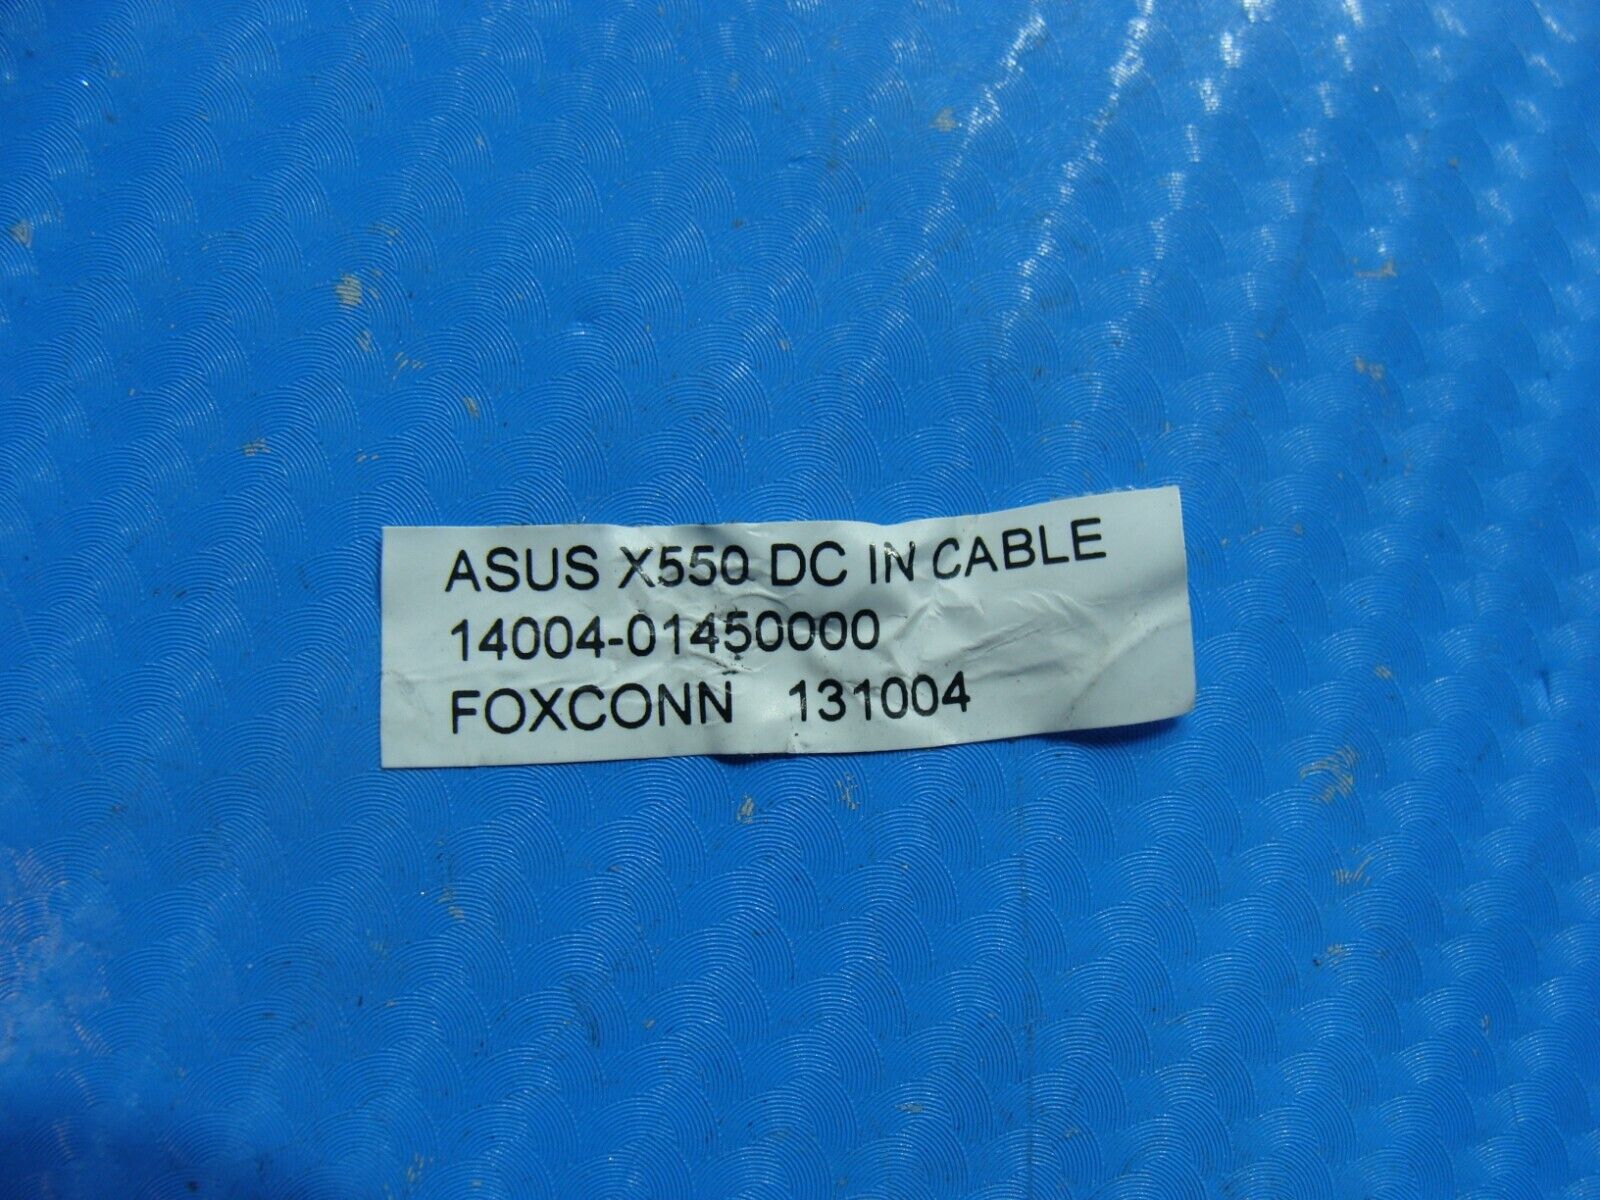 ASUS X550 DC IN CABLE
14004-01450000
FOXCONN 131004